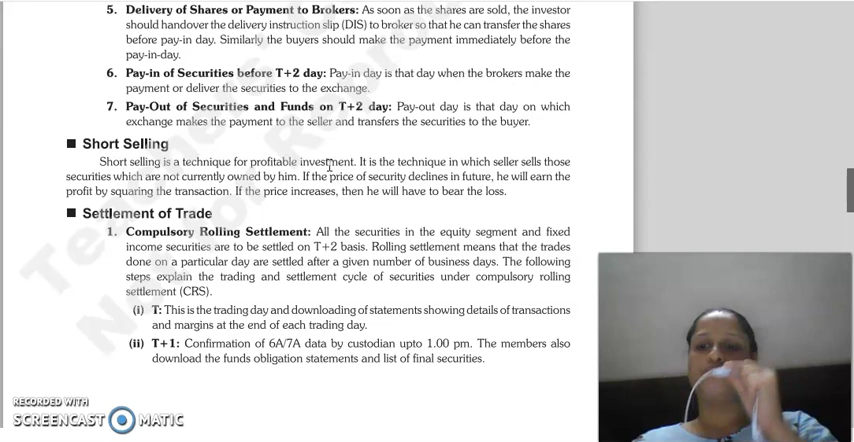 5. Delivery of Shares or Payment to Brokers: As soon as the shares are sold, the investor
should handover the delivery instruction slip (DIS) to broker so that he can transfer the shares
before pay-in day. Similarly the buyers should make the payment immediately before the
pay-in-day.
6. Pay-in of Securities before T+2 day: Pay-in day is that day when the brokers make the
payment or deliver the securities to the exchange.
7. Pay-Out of Securities and Funds on T+2 day: Pay-out day is that day on which
exchange makes the payment to the seller and transfers the securities to the buyer.
■ Short Selling
Short selling is a technique for profitable investment. It is the technique in which seller sells those
securities which are not currently owned by him. If the price of security declines in future, he will earn the
profit by squaring the transaction. If the price increases, then he will have to bear the loss.
■ Settlement of Trade
1. Compulsory Rolling Settlement: All the securities in the equity segment and fixed
income securities are to be settled on T+2 basis. Rolling settlement means that the trades
done on a particular day are settled after a given number of business days. The following
steps explain the trading and settlement cycle of securities under compulsory rolling
settlement (CRS).
(i) T: This is the trading day and downloading of statements showing details of transactions
and margins at the end of each trading day.
(ii) T+1: Confirmation of 6A/7A data by custodian upto 1.00 pm. The members also
download the funds obligation statements and list of final securities.
RECORDED WITH
SCREENCAST MATIC